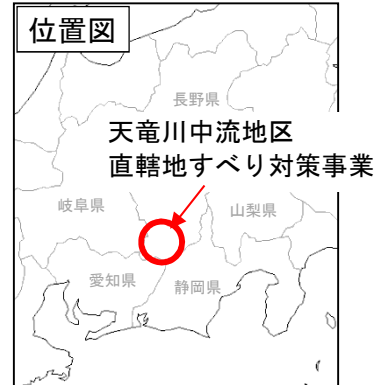 位置図
長野県
天竜川中流地区
直轄地すべり対策事業
岐阜県
山梨県
愛知県
静岡県